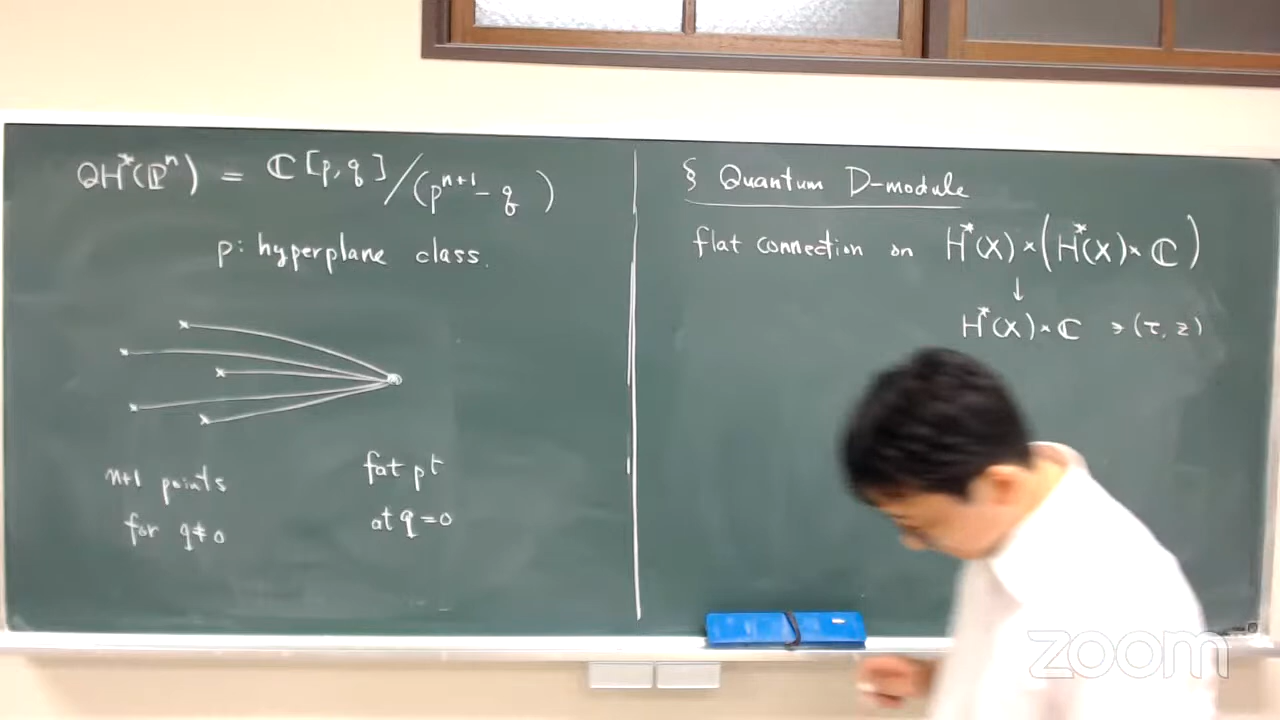 QH*(ℙⁿ) = ℂ[p, q] / (pⁿ⁺¹ - q)
p: hyperplane class.
n+1 points
for q≠0
fat pt
at q=0
§ Quantum D-module
flat connection on H*(X) × (H*(X) × ℂ)
↓
H*(X) × ℂ ∋ (τ, z)
zoom